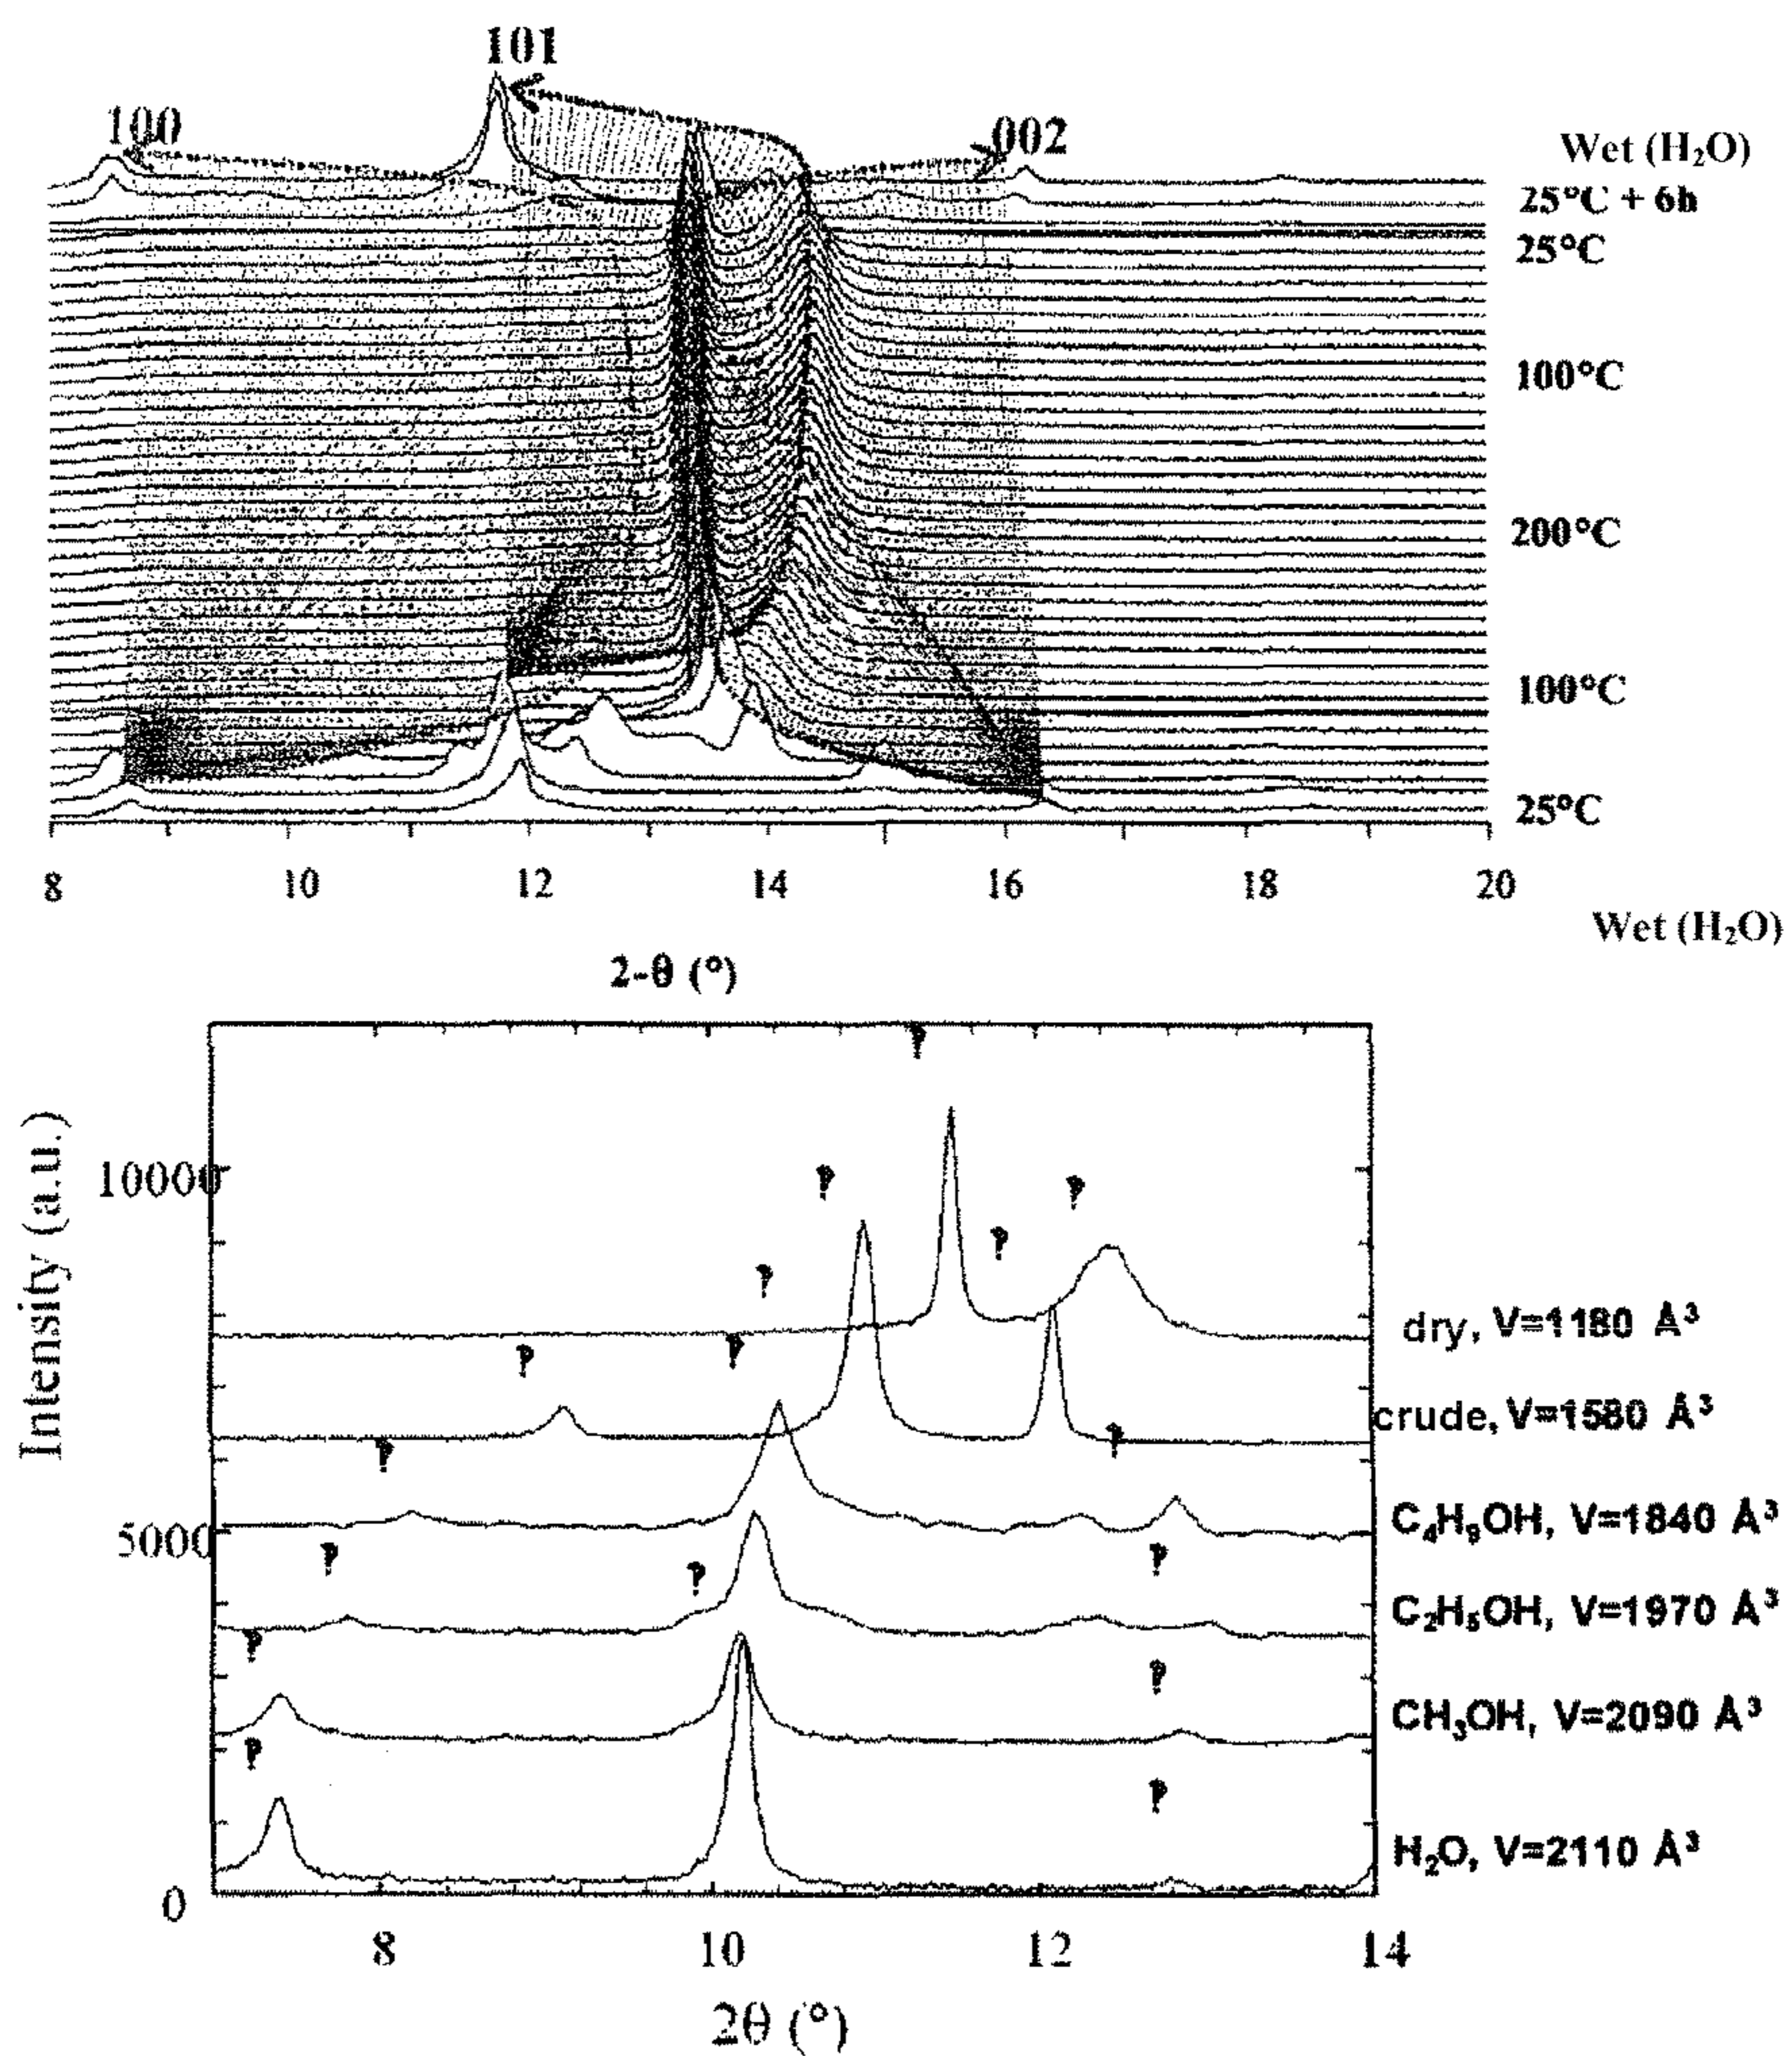 101
100
002
Wet (H₂O)
25°C + 6h
25°C
100°C
200°C
100°C
25°C
8 10 12 14 16 18 20
Wet (H₂O)
2-θ (°)
Intensity (a.u.)
10000
5000
0
?
?
?
?
?
dry, V=1180 Å³
?
?
crude, V=1580 Å³
?
?
C₄H₉OH, V=1840 Å³
?
?
?
C₂H₅OH, V=1970 Å³
?
?
CH₃OH, V=2090 Å³
?
?
H₂O, V=2110 Å³
8 10 12 14
2θ (°)